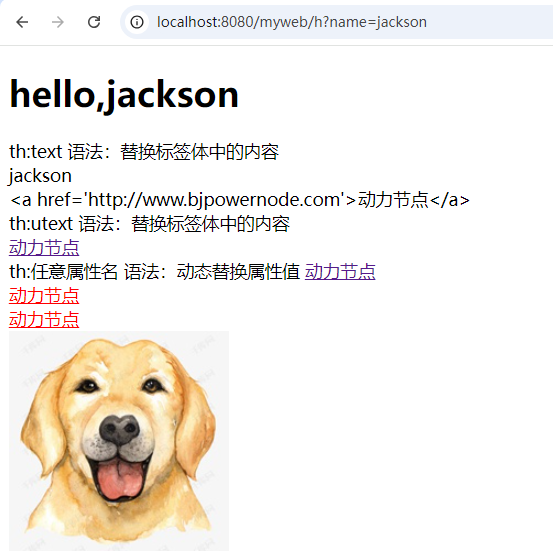 localhost:8080/myweb/h?name=jackson
hello,jackson
th:text 语法：替换标签体中的内容
jackson
<a href='http://www.bjpowernode.com'>动力节点</a>
th:utext 语法：替换标签体中的内容
动力节点
th:任意属性名 语法：动态替换属性值 动力节点
动力节点
动力节点